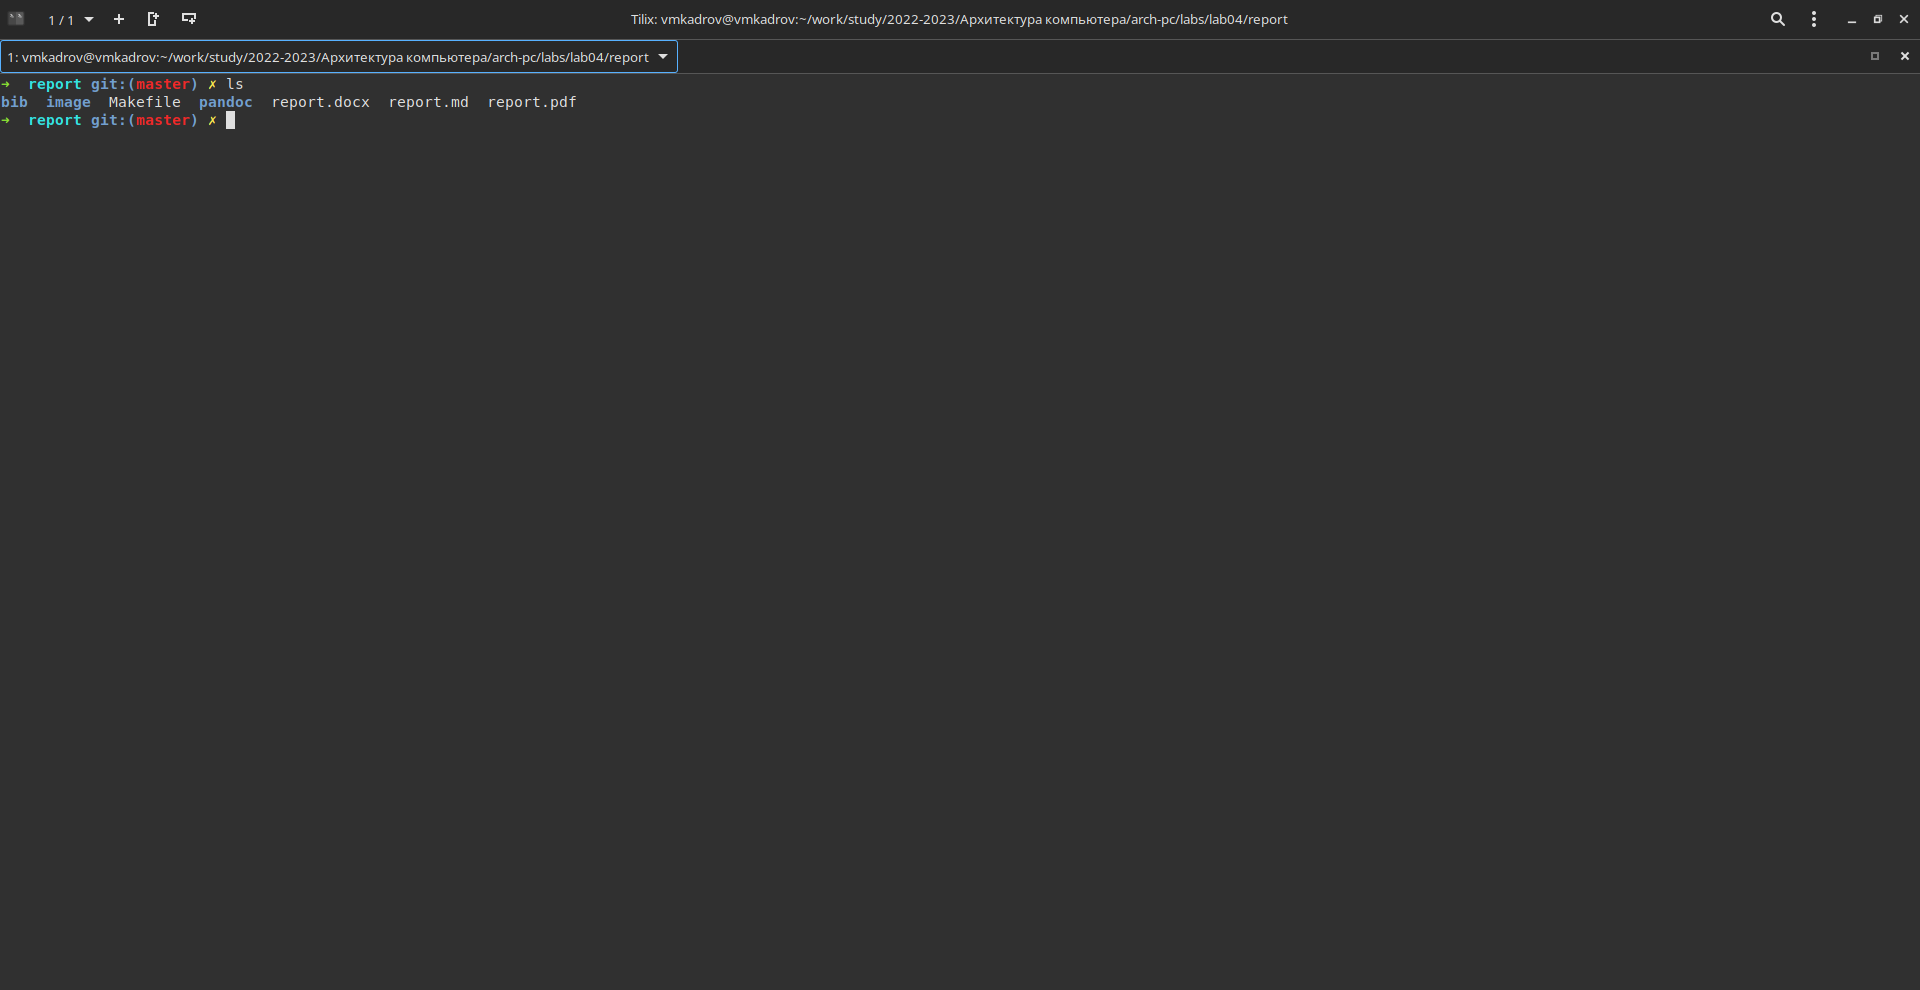 1 / 1
Tilix: vmkadrov@vmkadrov:~/work/study/2022-2023/Архитектура компьютера/arch-pc/labs/lab04/report
1: vmkadrov@vmkadrov:~/work/study/2022-2023/Архитектура компьютера/arch-pc/labs/lab04/report
➜  report git:(master) ✗ ls
bib  image  Makefile  pandoc  report.docx  report.md  report.pdf
➜  report git:(master) ✗